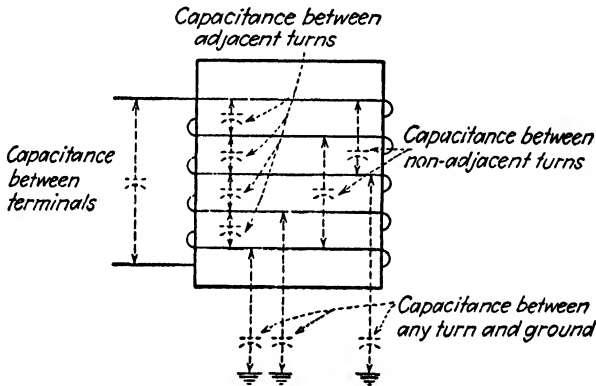 Capacitance between
adjacent turns
Capacitance
between
terminals
Capacitance between
non-adjacent turns
Capacitance between
any turn and ground